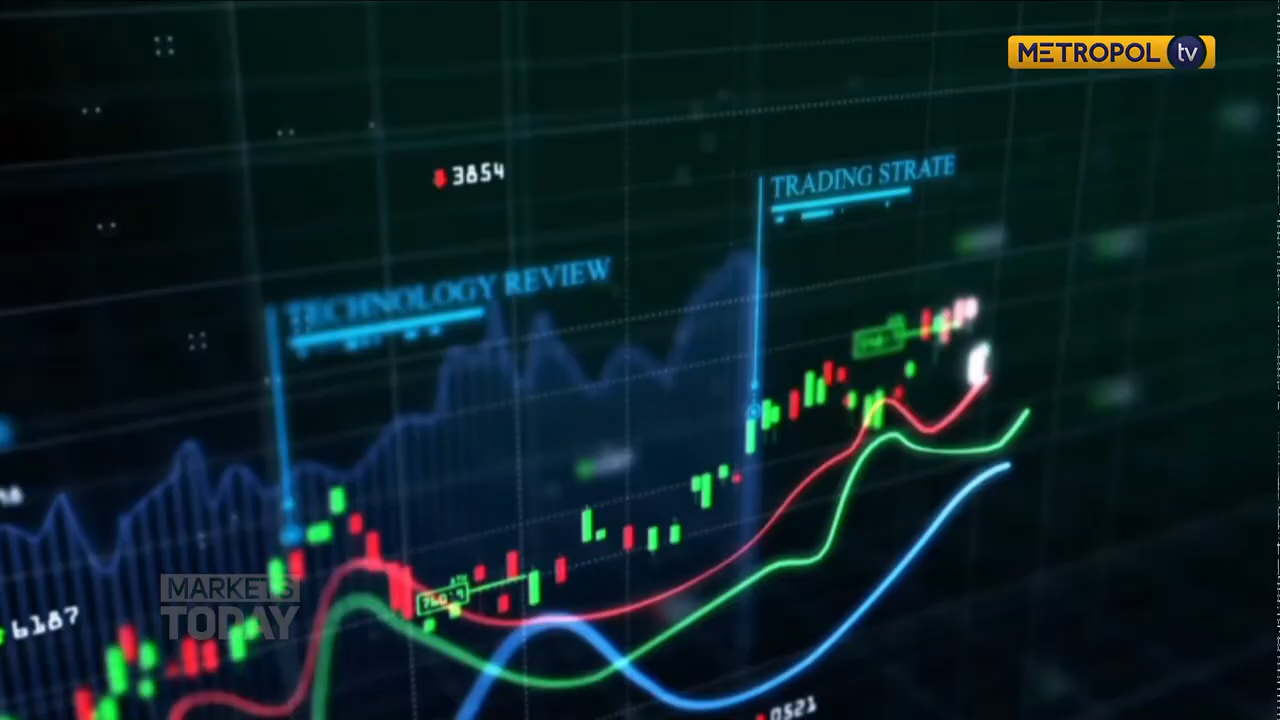 METROPOL tv
3854
TRADING STRATE
TECHNOLOGY REVIEW
MARKETS
TODAY
6187
0521